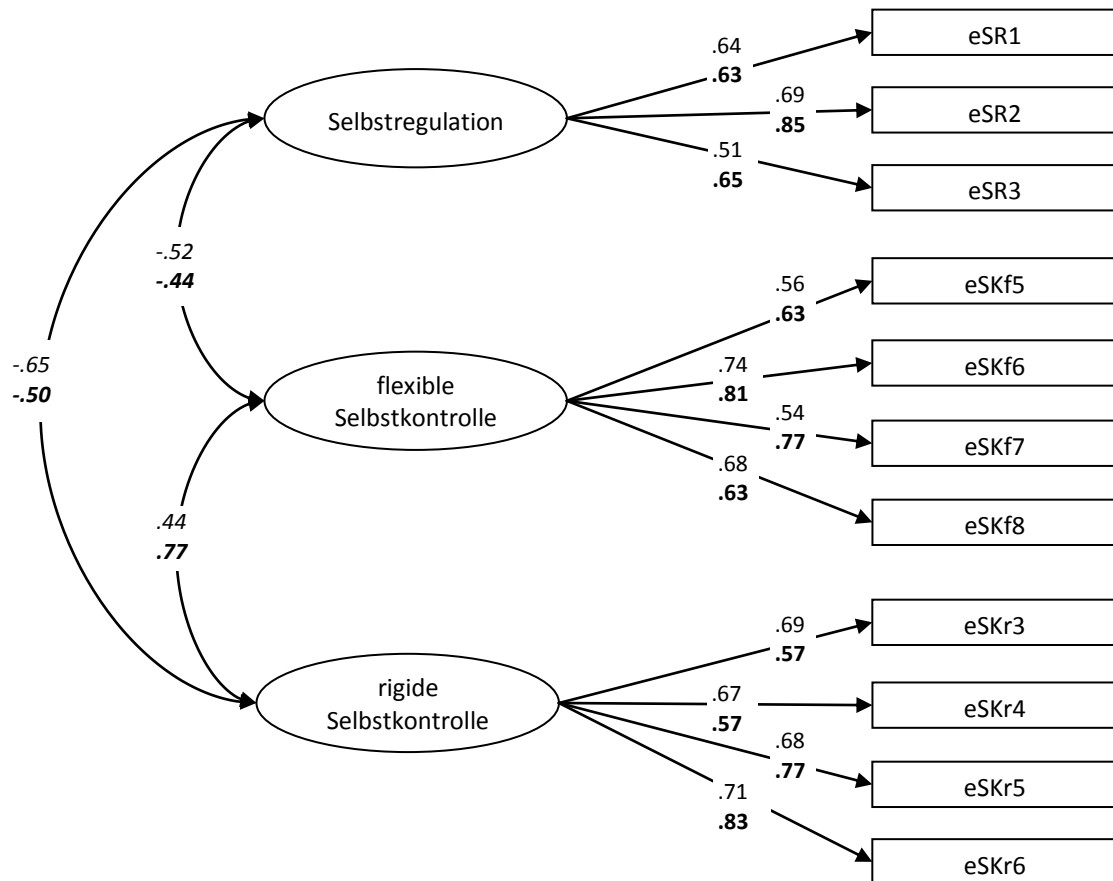 .64
.63
eSR1
Selbstregulation
.69
.85
eSR2
.51
.65
eSR3
-.52
-.44
.56
.63
eSKf5
-.65
-.50
flexible
Selbstkontrolle
.74
.81
eSKf6
.54
.77
eSKf7
.68
.63
eSKf8
.44
.77
.69
.57
eSKr3
rigide
Selbstkontrolle
.67
.57
eSKr4
.68
.77
eSKr5
.71
.83
eSKr6